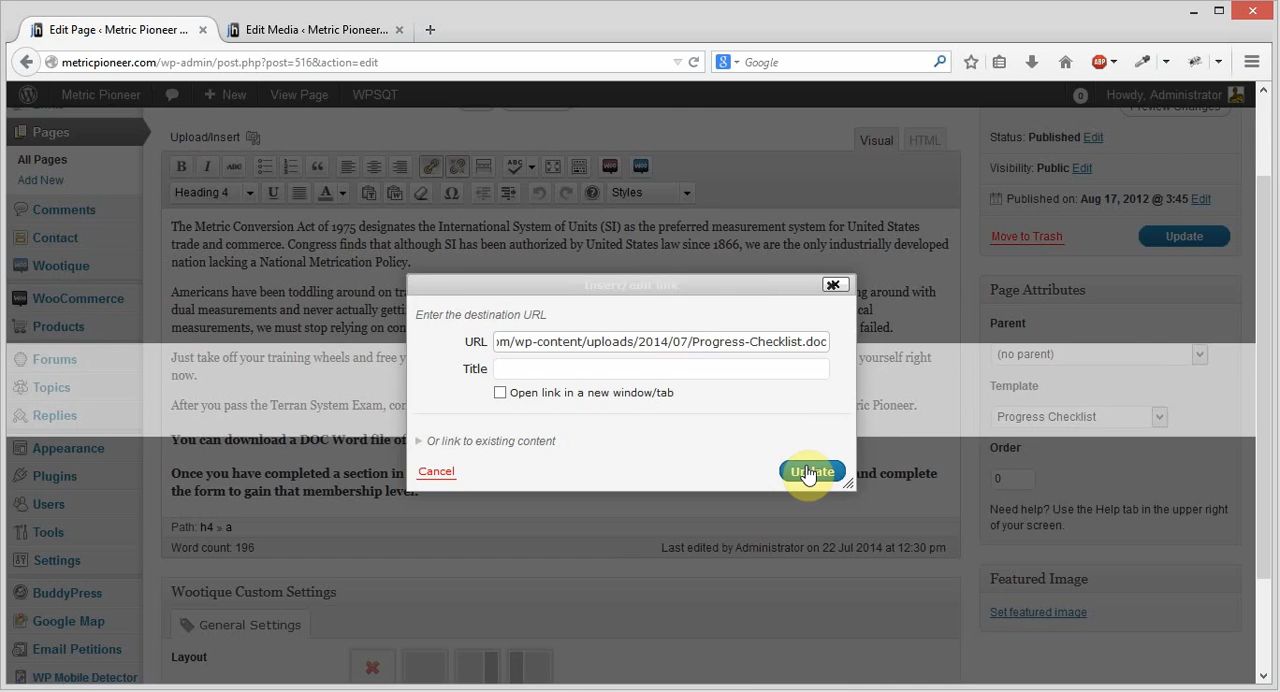 Edit Page ‹ Metric Pioneer ...
Edit Media ‹ Metric Pioneer...
metricpioneer.com/wp-admin/post.php?post=516&action=edit
Google
ABP
Metric Pioneer
New
View Page
WPSQT
0
Howdy, Administrator
Pages
All Pages
Add New
Comments
Contact
Wootique
WooCommerce
Products
Forums
Topics
Replies
Appearance
Plugins
Users
Tools
Settings
BuddyPress
Google Map
Email Petitions
WP Mobile Detector
Upload/Insert
Visual
HTML
Heading 4
Styles
The Metric Conversion Act of 1975 designates the International System of Units (SI) as the preferred measurement system for United States
trade and commerce. Congress finds that although SI has been authorized by United States law since 1866, we are the only industrially developed
nation lacking a National Metrication Policy.
Americans have been toddling around on
around with
dual measurements and never actually
measurements, we must stop relying on
failed.
Just take off your training wheels and
yourself right
now.
After you pass the Terran System Exam,
Pioneer.
You can download a DOC Word file of
Once you have completed a section in
and complete
the form to gain that membership level.
Path: h4 » a
Word count: 196
Last edited by Administrator on 22 Jul 2014 at 12:30 pm
Wootique Custom Settings
General Settings
Layout
Insert/edit link
Enter the destination URL
URL
om/wp-content/uploads/2014/07/Progress-Checklist.doc
Title
Open link in a new window/tab
Or link to existing content
Cancel
Update
Preview Changes
Status: Published Edit
Visibility: Public Edit
Published on: Aug 17, 2012 @ 3:45 Edit
Move to Trash
Update
Page Attributes
Parent
(no parent)
Template
Progress Checklist
Order
0
Need help? Use the Help tab in the upper right
of your screen.
Featured Image
Set featured image